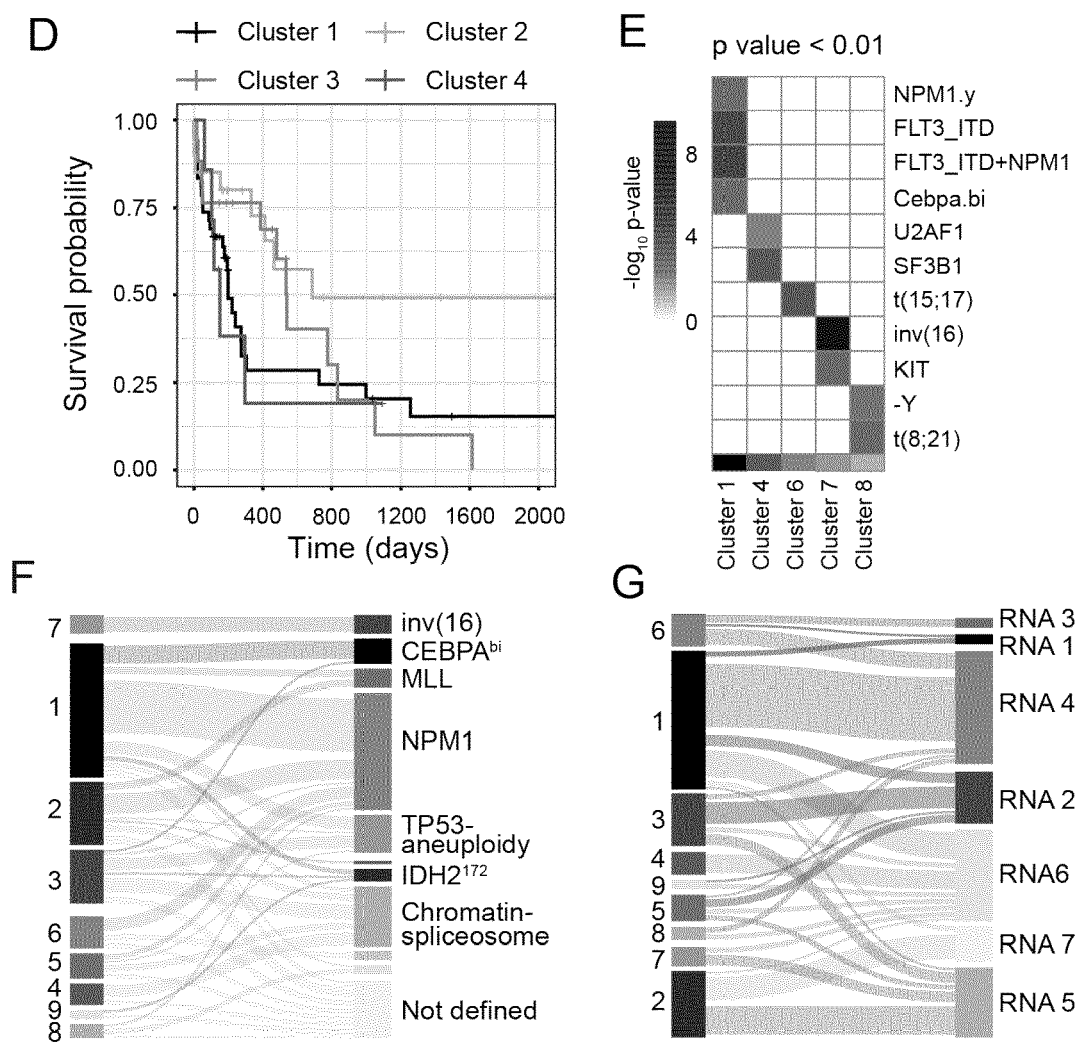 D
Cluster 1 Cluster 2
Cluster 3 Cluster 4
Survival probability
1.00
0.75
0.50
0.25
0.00
0 400 800 1200 1600 2000
Time (days)
E
p value < 0.01
-log10 p-value
8
4
0
NPM1.y
FLT3_ITD
FLT3_ITD+NPM1
Cebpa.bi
U2AF1
SF3B1
t(15;17)
inv(16)
KIT
-Y
t(8;21)
Cluster 1
Cluster 4
Cluster 6
Cluster 7
Cluster 8
F
7
1
2
3
6
5
4
9
8
inv(16)
CEBPAbi
MLL
NPM1
TP53-
aneuploidy
IDH2172
Chromatin-
spliceosome
Not defined
G
6
1
3
4
9
5
8
7
2
RNA 3
RNA 1
RNA 4
RNA 2
RNA6
RNA 7
RNA 5